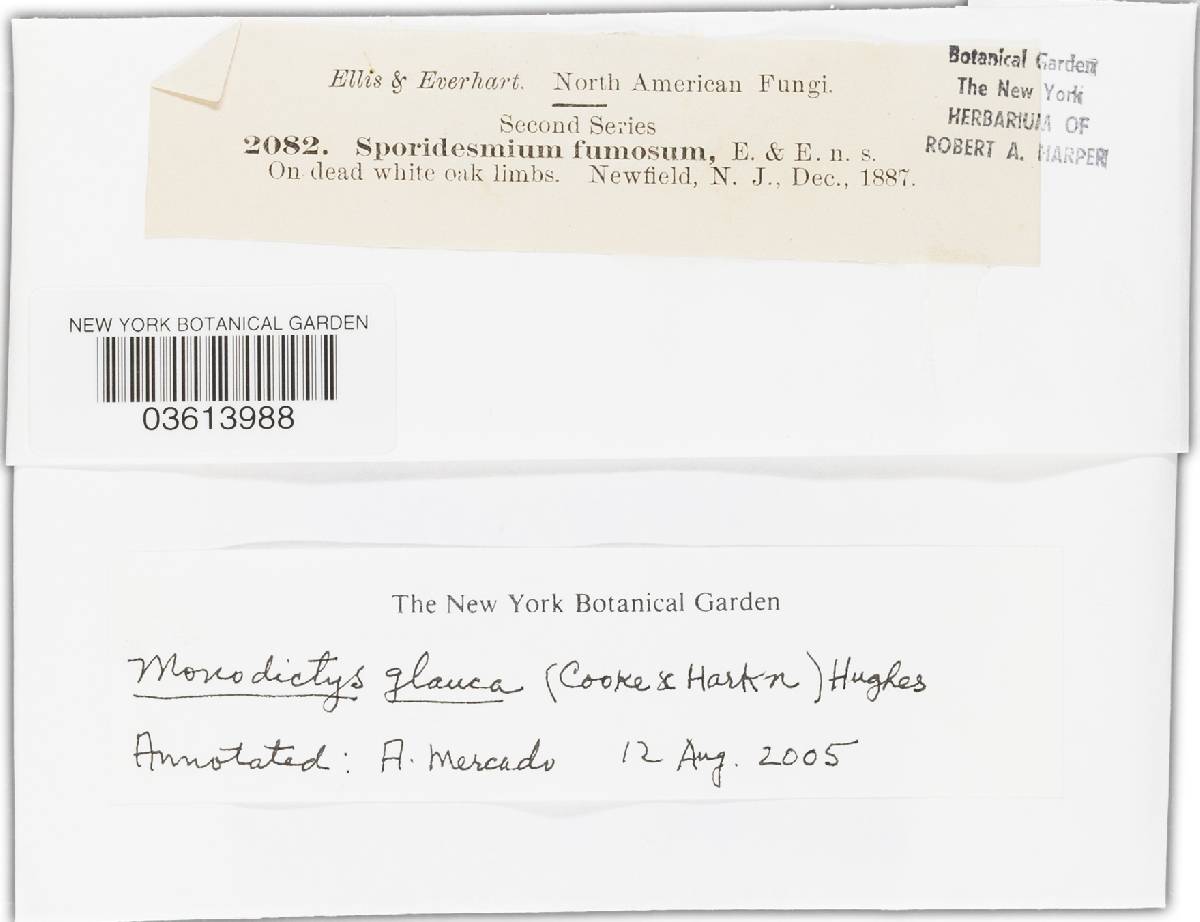 Ellis & Everhart. North American Fungi.
Second Series
2082. Sporidesmium fumosum, E. & E. n. s.
On dead white oak limbs. Newfield, N. J., Dec., 1887.
Botanical Garden
The New York
HERBARIUM OF
ROBERT A. HARPER
NEW YORK BOTANICAL GARDEN
03613988
The New York Botanical Garden
Monodictys glauca (Cooke & Harkn) Hughes
Annotated: A. Mercado 12 Aug. 2005